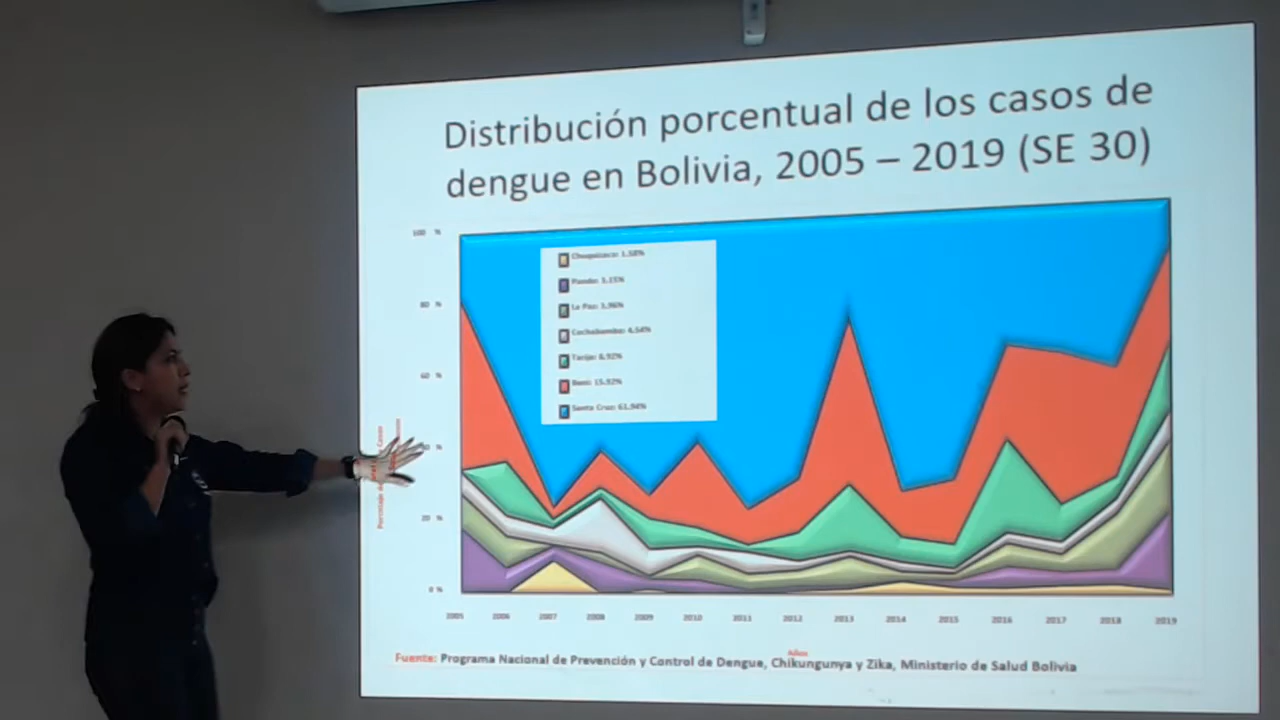 Distribución porcentual de los casos de
dengue en Bolivia, 2005 – 2019 (SE 30)
100 %
80 %
60 %
20 %
0 %
Chuquisaca: 1.58%
Pando: 3.15%
La Paz: 3.96%
Cochabamba: 4.54%
Tarija: 8.92%
Beni: 15.92%
Santa Cruz: 61.94%
2005 2006 2007 2008 2009 2010 2011 2012 2013 2014 2015 2016 2017 2018 2019
Años
Fuente: Programa Nacional de Prevención y Control de Dengue, Chikungunya y Zika, Ministerio de Salud Bolivia